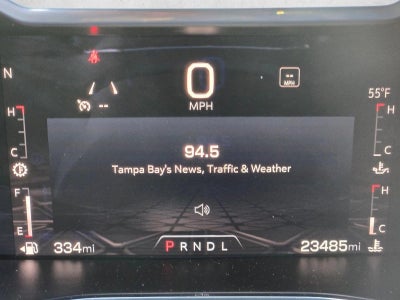 N
0
MPH
--
MPH
55°F
H
C
H
C
--
94.5
Tampa Bay's News, Traffic & Weather
F
E
H
C
334mi
P R N D L
23485mi